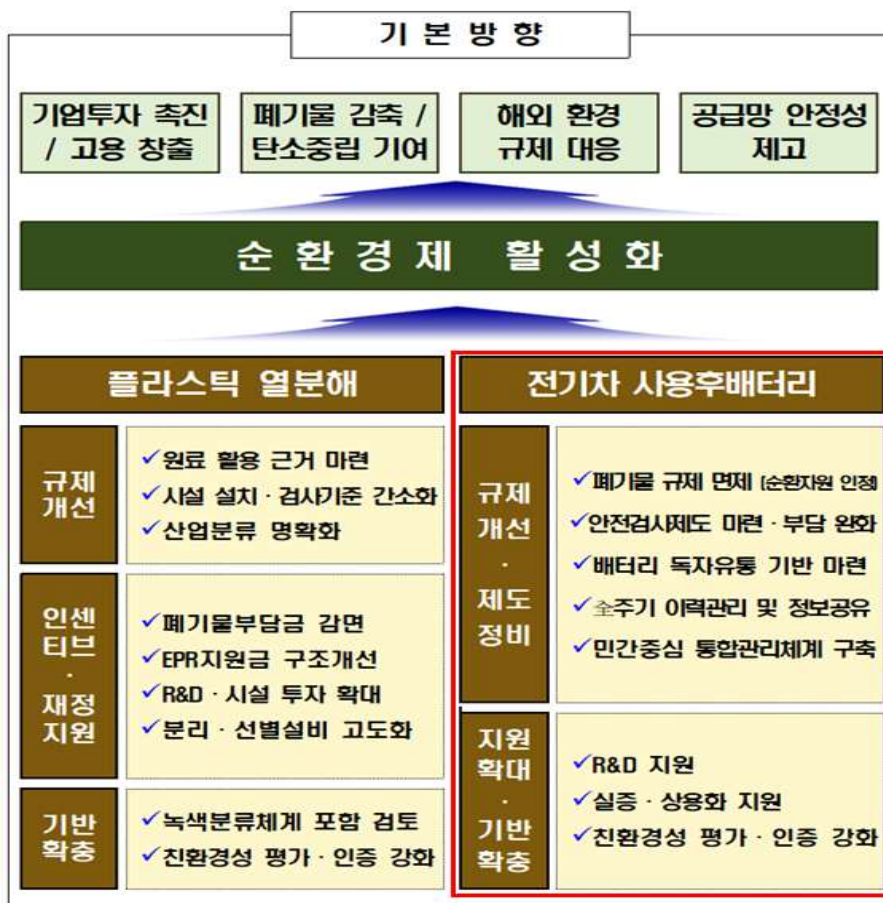 기 본 방 향
기업투자 촉진
/ 고용 창출
폐기물 감축 /
탄소중립 기여
해외 환경
규제 대응
공급망 안정성
제고
순 환 경 제 활 성 화
플라스틱 열분해
규제
개선
✓원료 활용 근거 마련
✓시설 설치·검사기준 간소화
✓산업분류 명확화
인센
티브
·
재정
지원
✓폐기물부담금 감면
✓EPR지원금 구조개선
✓R&D·시설 투자 확대
✓분리·선별설비 고도화
기반
확충
✓녹색분류체계 포함 검토
✓친환경성 평가·인증 강화
전기차 사용후배터리
규제
개선
·
제도
정비
✓폐기물 규제 면제 (순환자원 인정)
✓안전검사제도 마련·부담 완화
✓배터리 독자유통 기반 마련
✓全주기 이력관리 및 정보공유
✓민간중심 통합관리체계 구축
지원
확대
·
기반
확충
✓R&D 지원
✓실증·상용화 지원
✓친환경성 평가·인증 강화